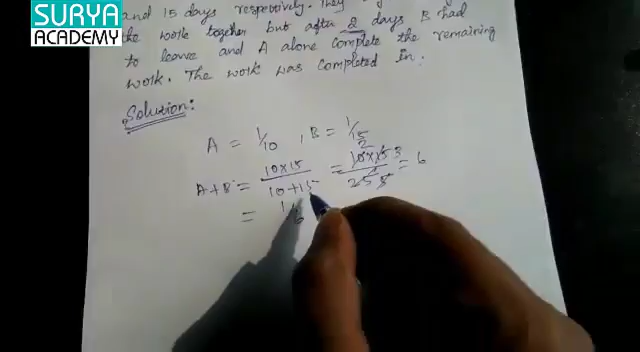 SURYA
ACADEMY
and 15 days respectively. They
the work together but after 2 days B had
to leave and A alone complete the remaining
work. The work was completed in.
Solution:
A = 1/10 , B = 1/15
A+B = 10×15/10+15 = 10×15/25 = 6
= 1/6